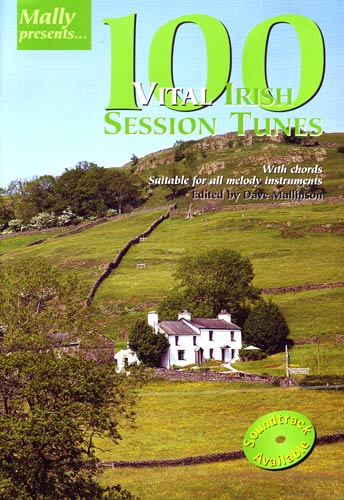 Mally
presents...
100
VITAL IRISH
SESSION TUNES
With chords
Suitable for all melody instruments
Edited by Dave Mallinson
Soundtrack
Available